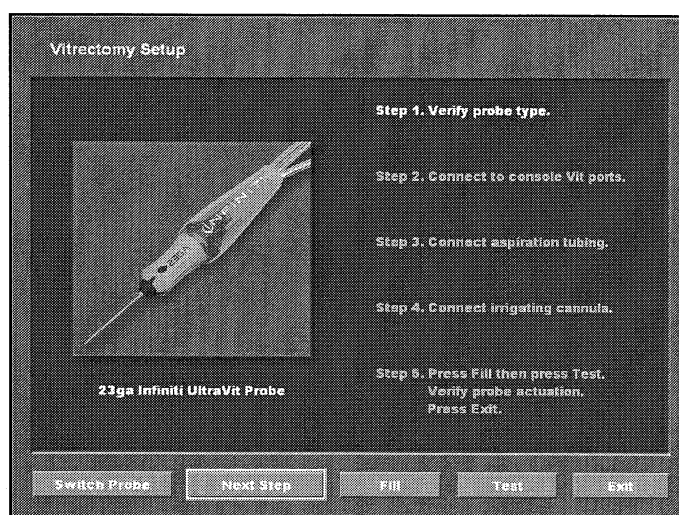 Vitrectomy Setup
Step 1. Verify probe type.
Step 2. Connect to console Vit ports.
Step 3. Connect aspiration tubing.
Step 4. Connect irrigating cannula.
Step 5. Press Fill then press Test.
Verify probe actuation.
Press Exit.
INFINITI
23GA
23ga Infiniti UltraVit Probe
Switch Probe
Next Step
Fill
Test
Exit